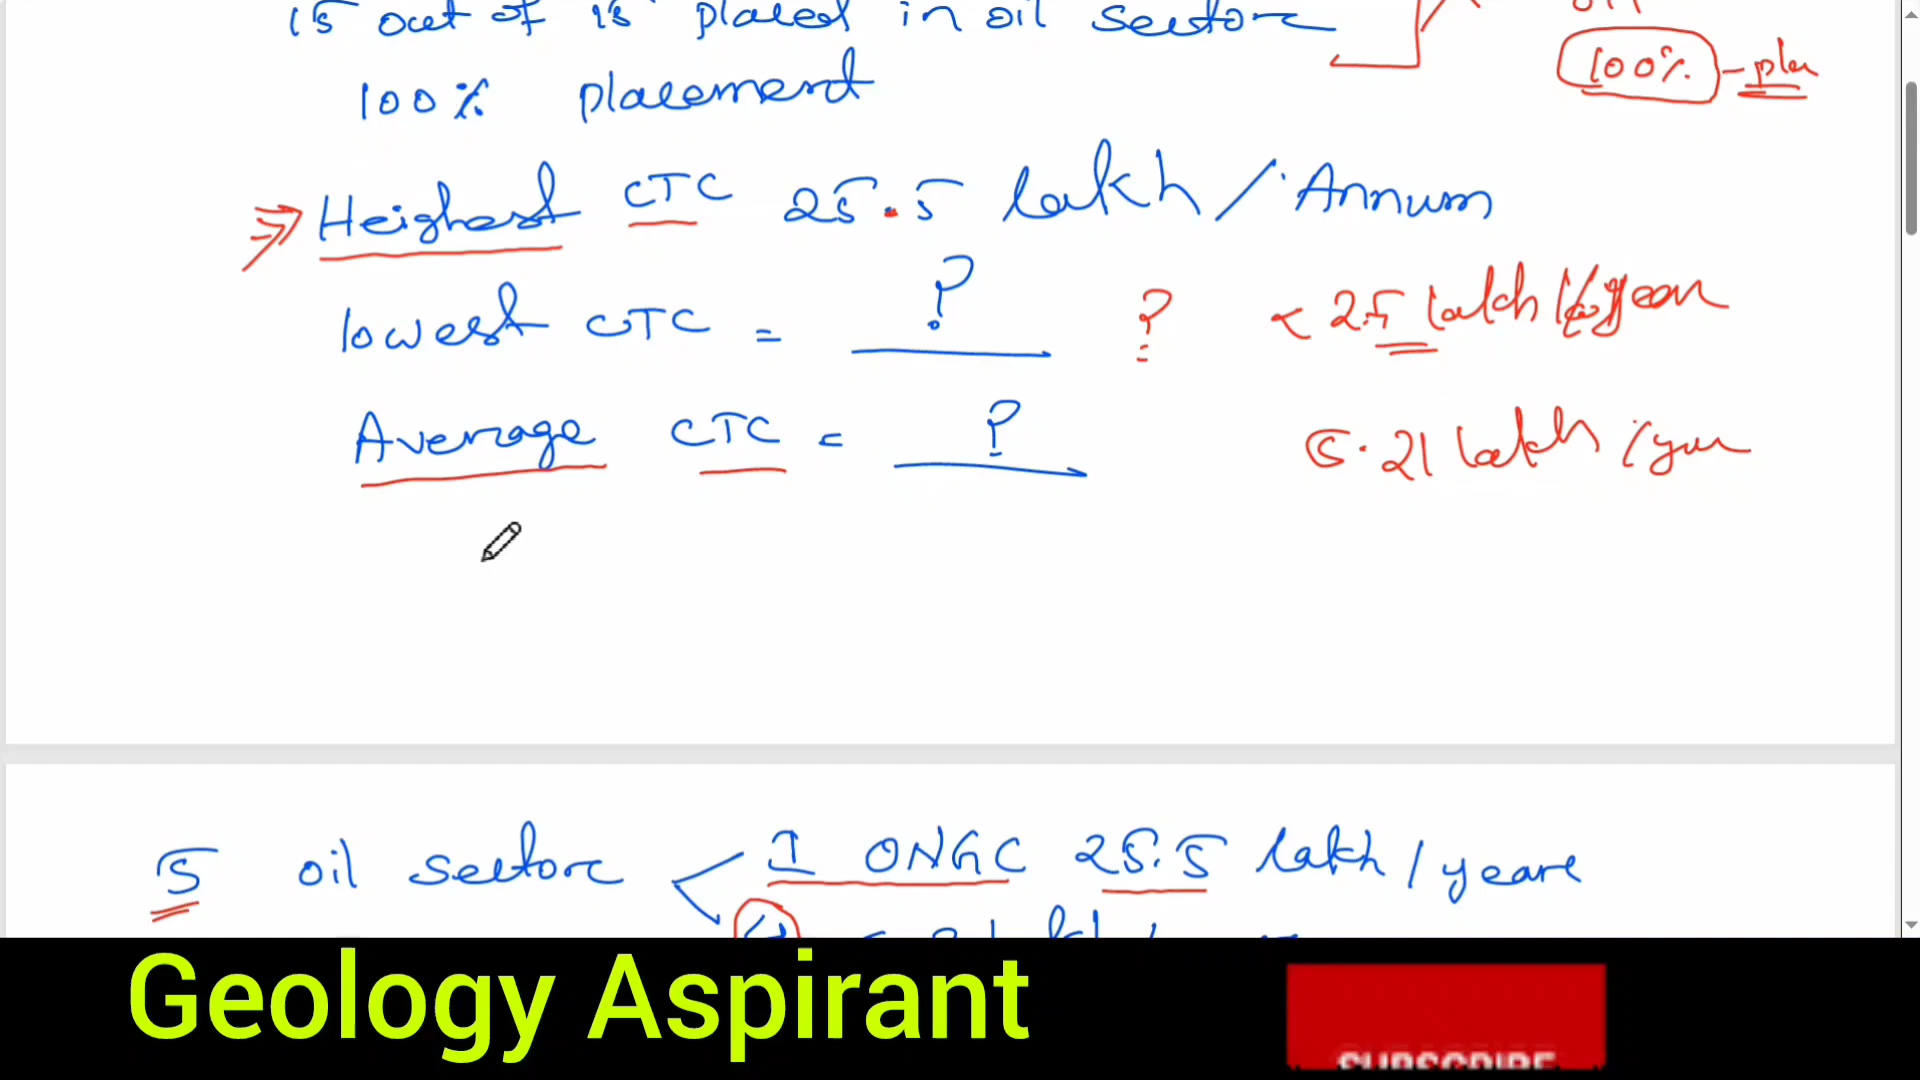 15 out of 15 placed in oil sector
100% placement
100% - pla
Heighest CTC 25.5 lakh / Annum
lowest CTC = ? ? < 2.5 lakh / year
Average CTC = ? 5.21 lakh / year
5 oil sector 1 ONGC 25.5 lakh / year
Geology Aspirant
SUBSCRIBE